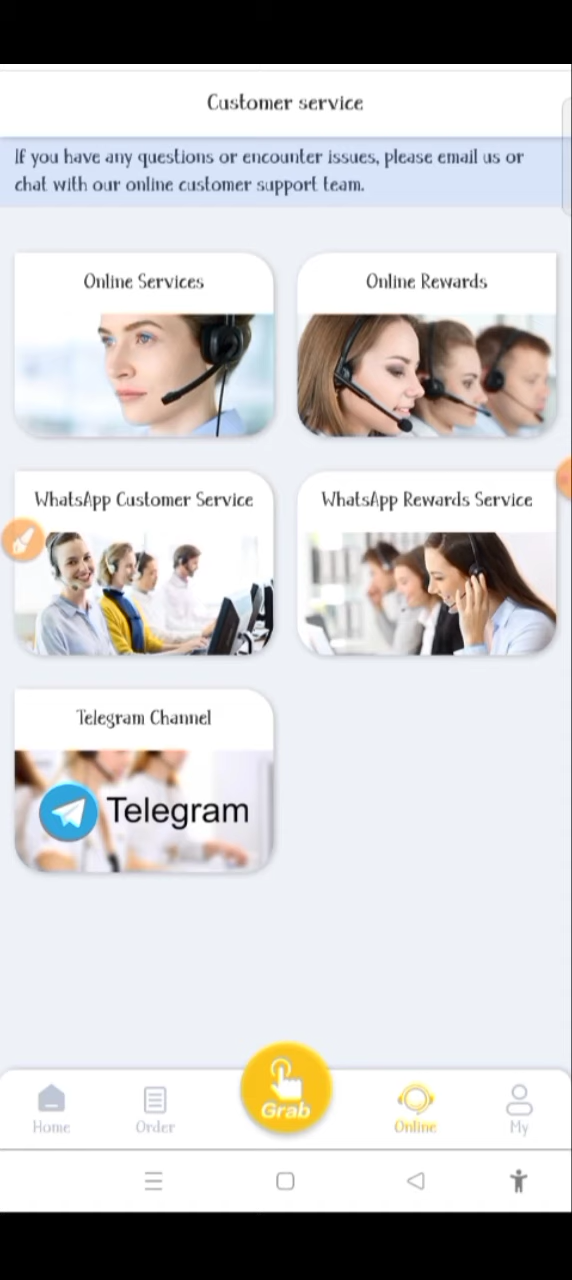 Customer service
If you have any questions or encounter issues, please email us or
chat with our online customer support team.
Online Services
Online Rewards
WhatsApp Customer Service
WhatsApp Rewards Service
Telegram Channel
Telegram
Grab
Home
Order
Online
My